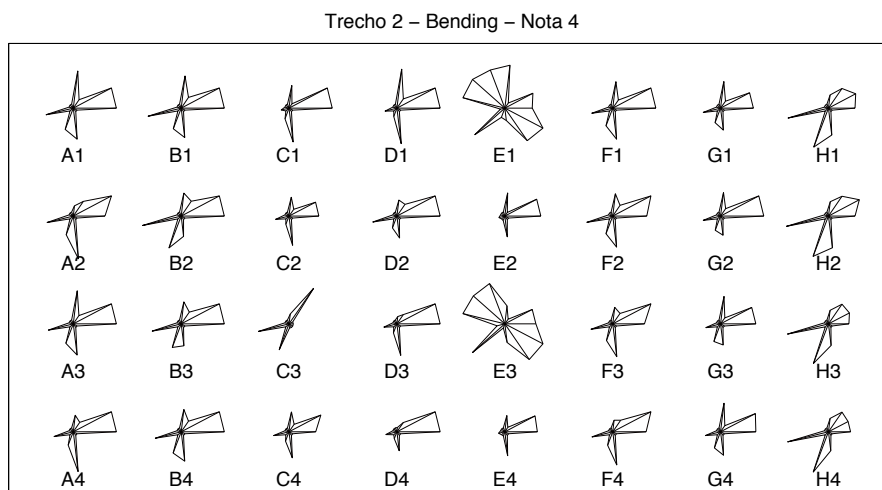 Trecho 2 – Bending – Nota 4
A1 B1 C1 D1 E1 F1 G1 H1
A2 B2 C2 D2 E2 F2 G2 H2
A3 B3 C3 D3 E3 F3 G3 H3
A4 B4 C4 D4 E4 F4 G4 H4